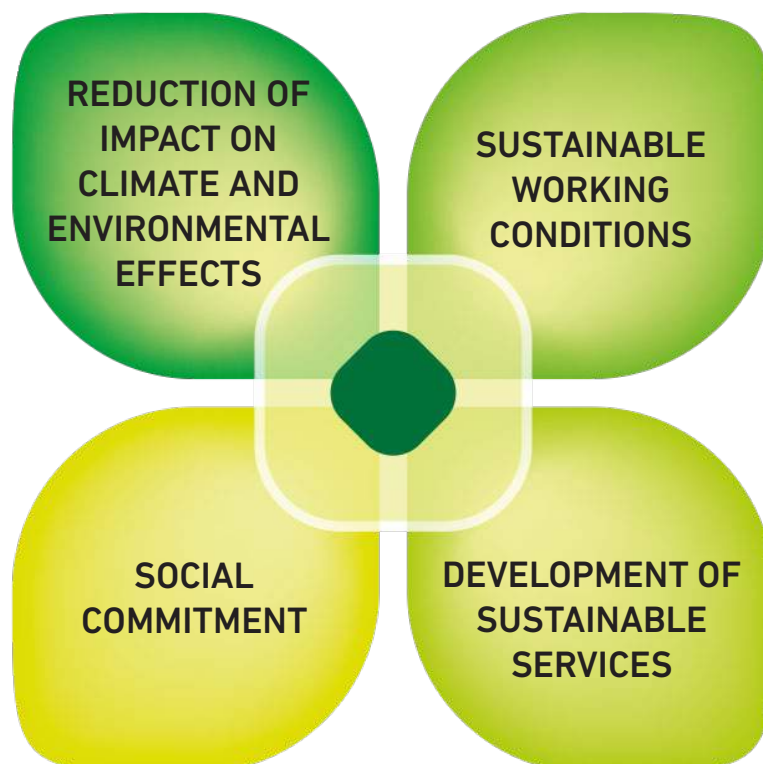 REDUCTION OF
IMPACT ON
CLIMATE AND
ENVIRONMENTAL
EFFECTS
SUSTAINABLE
WORKING
CONDITIONS
SOCIAL
COMMITMENT
DEVELOPMENT OF
SUSTAINABLE
SERVICES